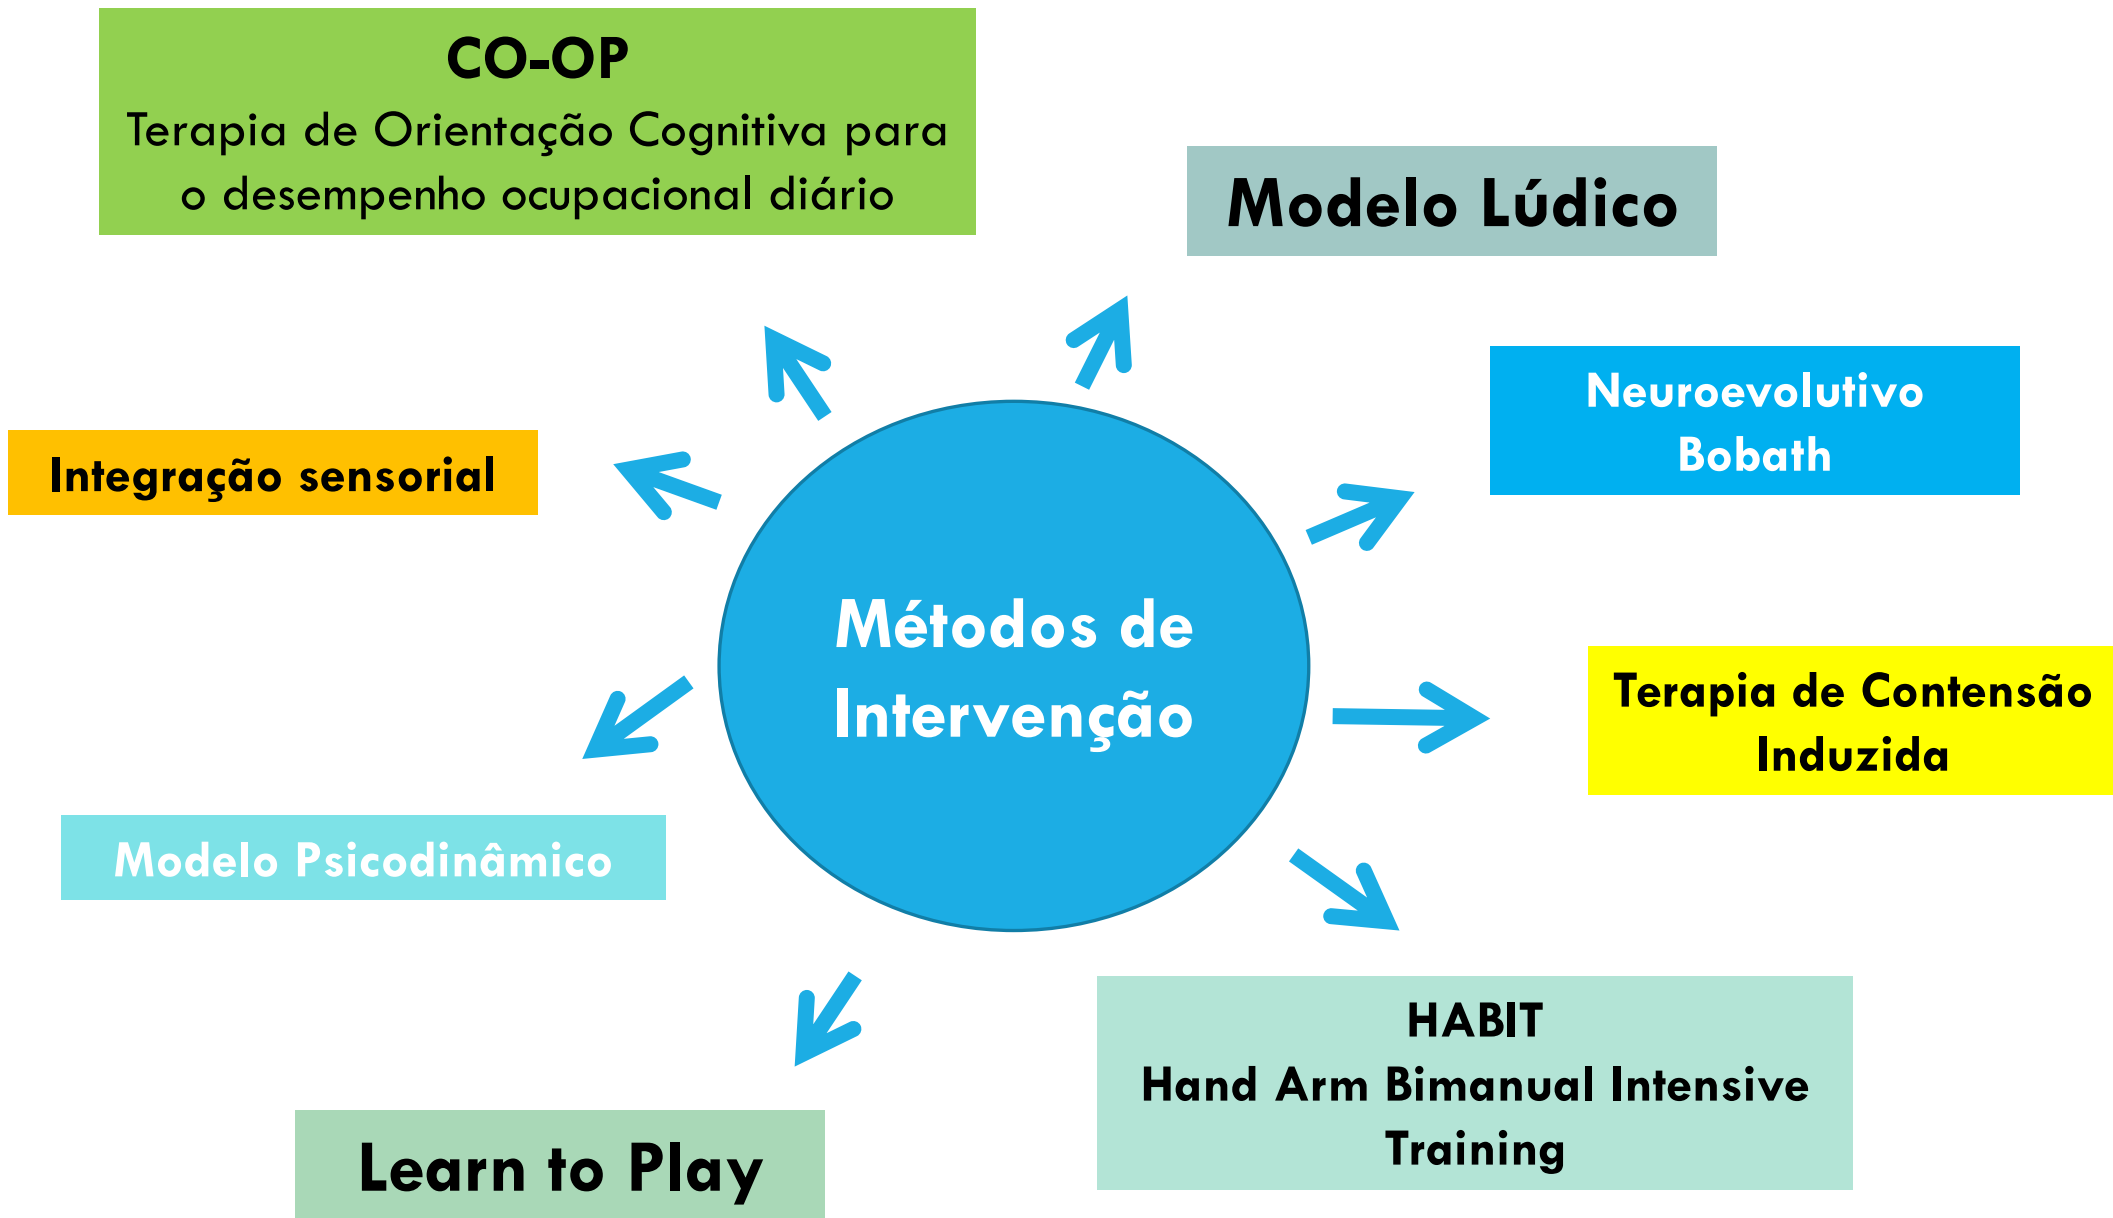 CO-OP
Terapia de Orientação Cognitiva para
o desempenho ocupacional diário
Modelo Lúdico
Neuroevolutivo
Bobath
Integração sensorial
Métodos de
Intervenção
Terapia de Contensão
Induzida
Modelo Psicodinâmico
HABIT
Hand Arm Bimanual Intensive
Training
Learn to Play